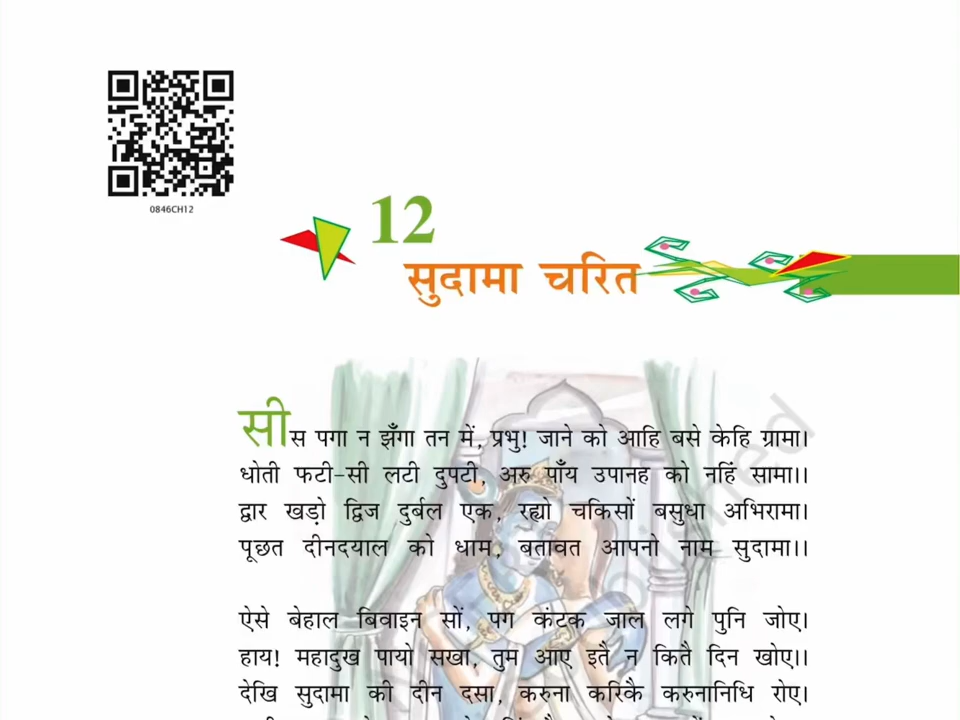 0846CH12
12
सुदामा चरित
सीस पगा न झँगा तन में, प्रभु! जाने को आहि बसे केहि ग्रामा।
धोती फटी-सी लटी दुपटी, अरु पाँय उपानह को नहिं सामा।।
द्वार खड़ो द्विज दुर्बल एक, रह्यो चकिसों बसुधा अभिरामा।
पूछत दीनदयाल को धाम, बतावत आपनो नाम सुदामा।।
ऐसे बेहाल बिवाइन सों, पग कंटक जाल लगे पुनि जोए।
हाय! महादुख पायो सखा, तुम आए इतै न कितै दिन खोए।।
देखि सुदामा की दीन दसा, करुना करिकै करुनानिधि रोए।